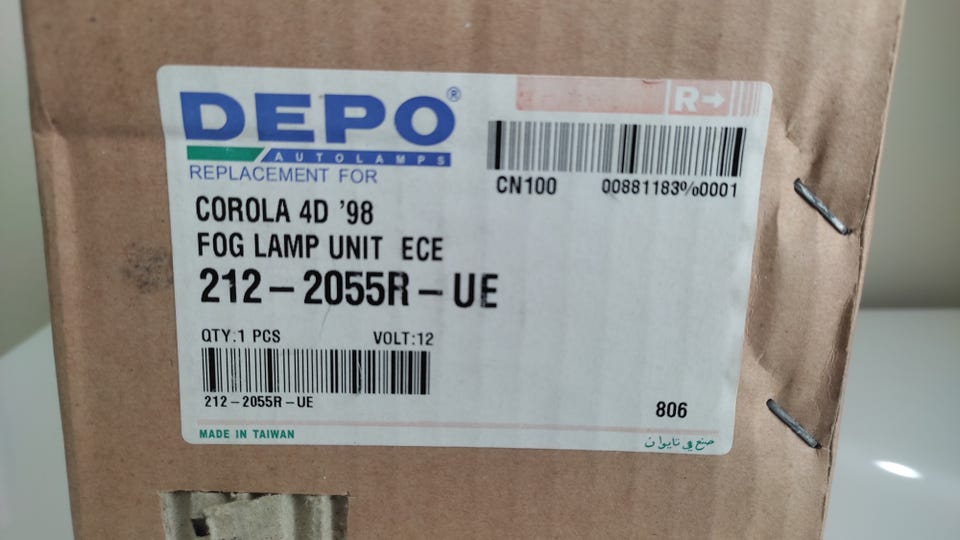 DEPO®
AUTOLAMPS
REPLACEMENT FOR
R→
CN100 00881183%0001
COROLA 4D '98
FOG LAMP UNIT ECE
212-2055R-UE
QTY:1 PCS VOLT:12
212-2055R-UE
806
MADE IN TAIWAN صنع في تايوان